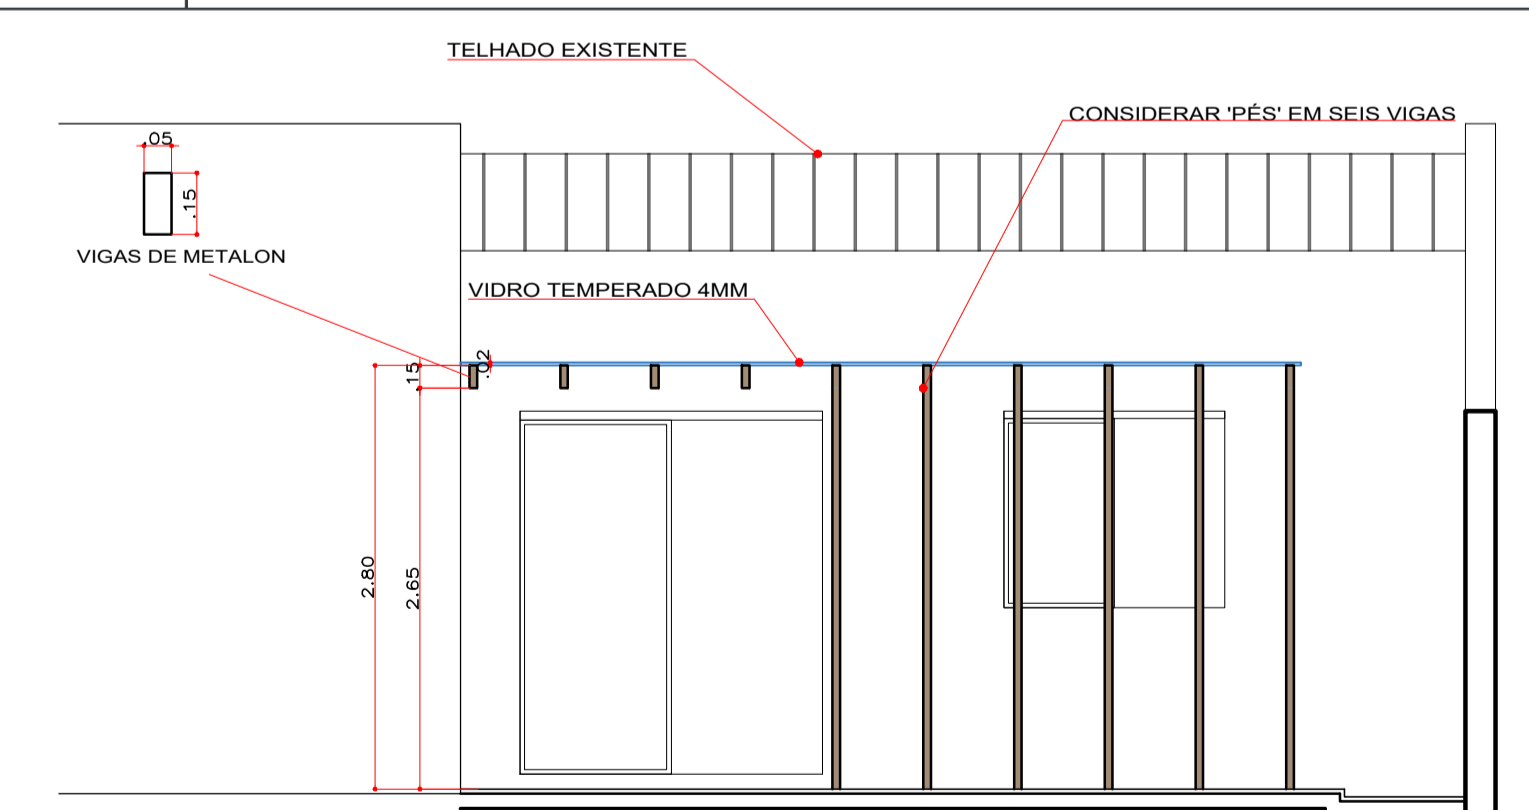 TELHADO EXISTENTE
CONSIDERAR 'PÉS' EM SEIS VIGAS
.05
.15
VIGAS DE METALON
VIDRO TEMPERADO 4MM
.02
.15
2.80
2.65